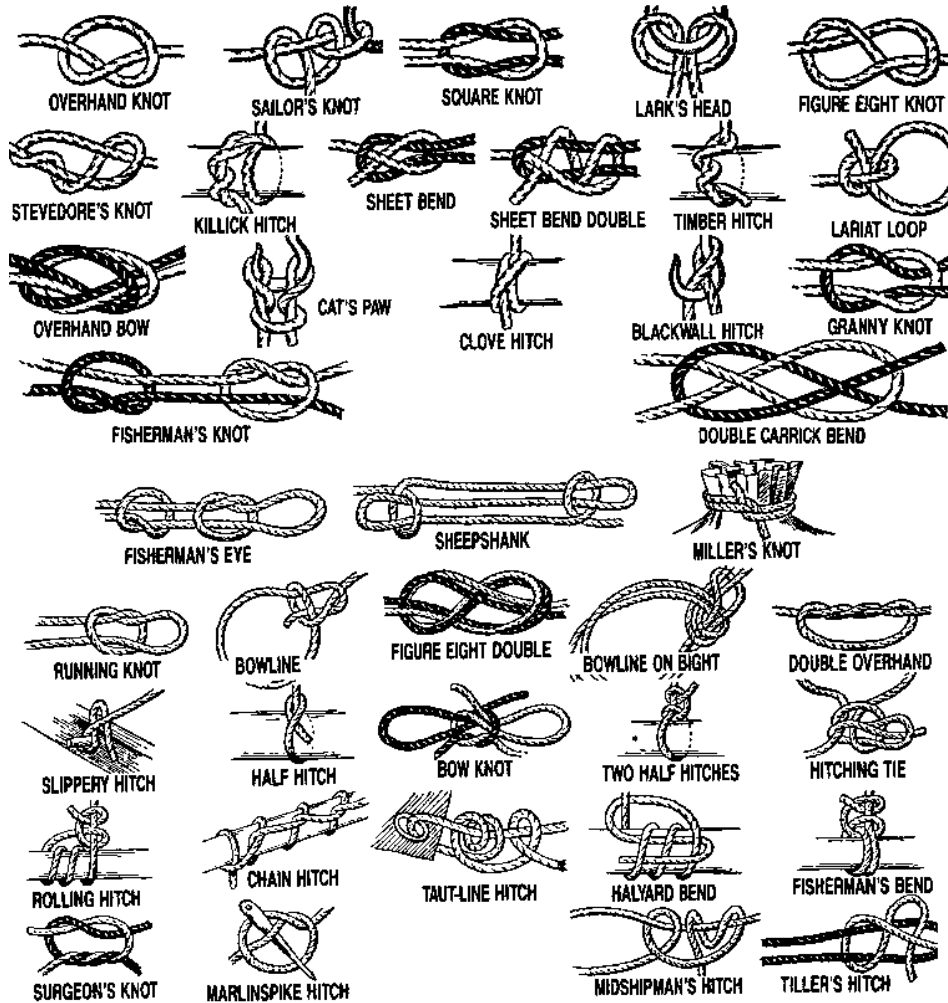 OVERHAND KNOT
SAILOR'S KNOT
SQUARE KNOT
LARK'S HEAD
FIGURE EIGHT KNOT
STEVEDORE'S KNOT
KILLICK HITCH
SHEET BEND
SHEET BEND DOUBLE
TIMBER HITCH
LARIAT LOOP
OVERHAND BOW
CAT'S PAW
CLOVE HITCH
BLACKWALL HITCH
GRANNY KNOT
FISHERMAN'S KNOT
DOUBLE CARRICK BEND
FISHERMAN'S EYE
SHEEPSHANK
MILLER'S KNOT
RUNNING KNOT
BOWLINE
FIGURE EIGHT DOUBLE
BOWLINE ON BIGHT
DOUBLE OVERHAND
SLIPPERY HITCH
HALF HITCH
BOW KNOT
TWO HALF HITCHES
HITCHING TIE
ROLLING HITCH
CHAIN HITCH
TAUT-LINE HITCH
HALYARD BEND
FISHERMAN'S BEND
SURGEON'S KNOT
MARLINSPIKE HITCH
MIDSHIPMAN'S HITCH
TILLER'S HITCH